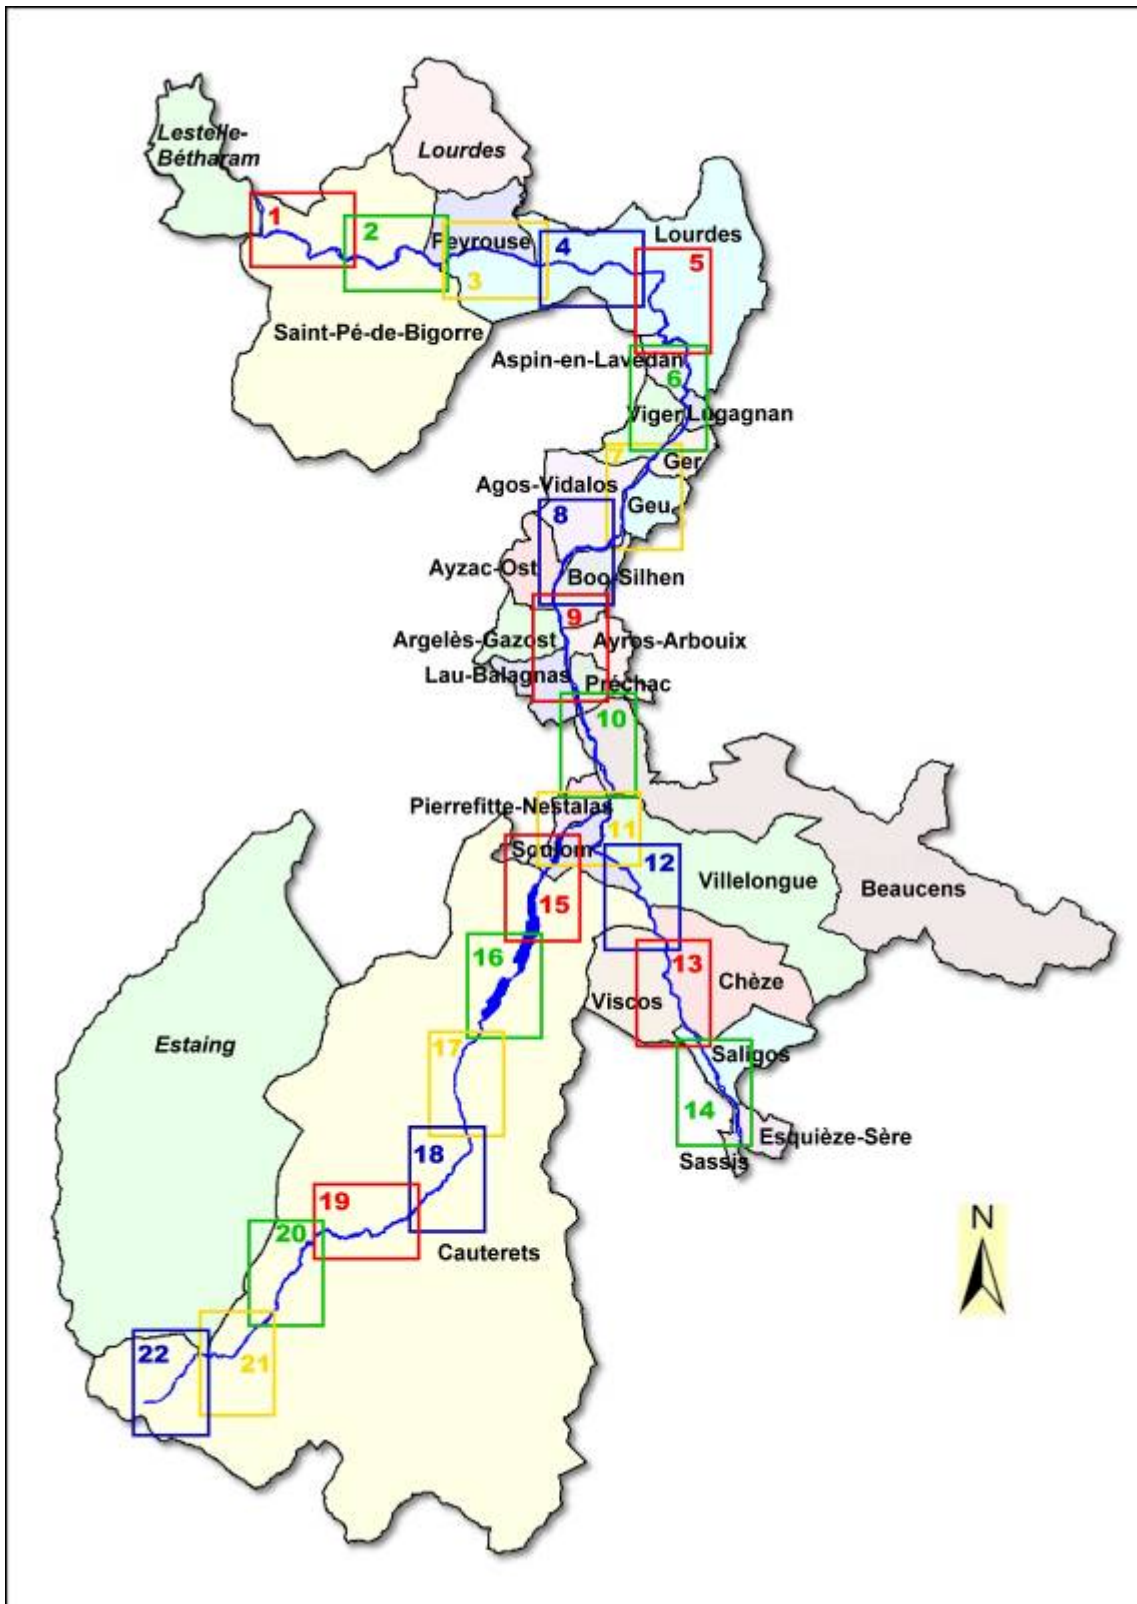 Lestelle-
Bétharam
Lourdes
1
2
Peyrouse
3
4
Lourdes
5
Saint-Pé-de-Bigorre
Aspin-en-Lavedan
6
Viger
Lugagnan
7
Ger
Agos-Vidalos
Geu
8
Ayzac-Ost
Boo-Silhen
9
Argelès-Gazost
Ayros-Arbouix
Lau-Balagnas
Préchac
10
Pierrefitte-Nestalas
11
Soulom
12
Villelongue
Beaucens
15
16
13
Chèze
Viscos
Estaing
17
Saligos
14
Esquièze-Sère
Sassis
18
19
20
Cauterets
N
22
21